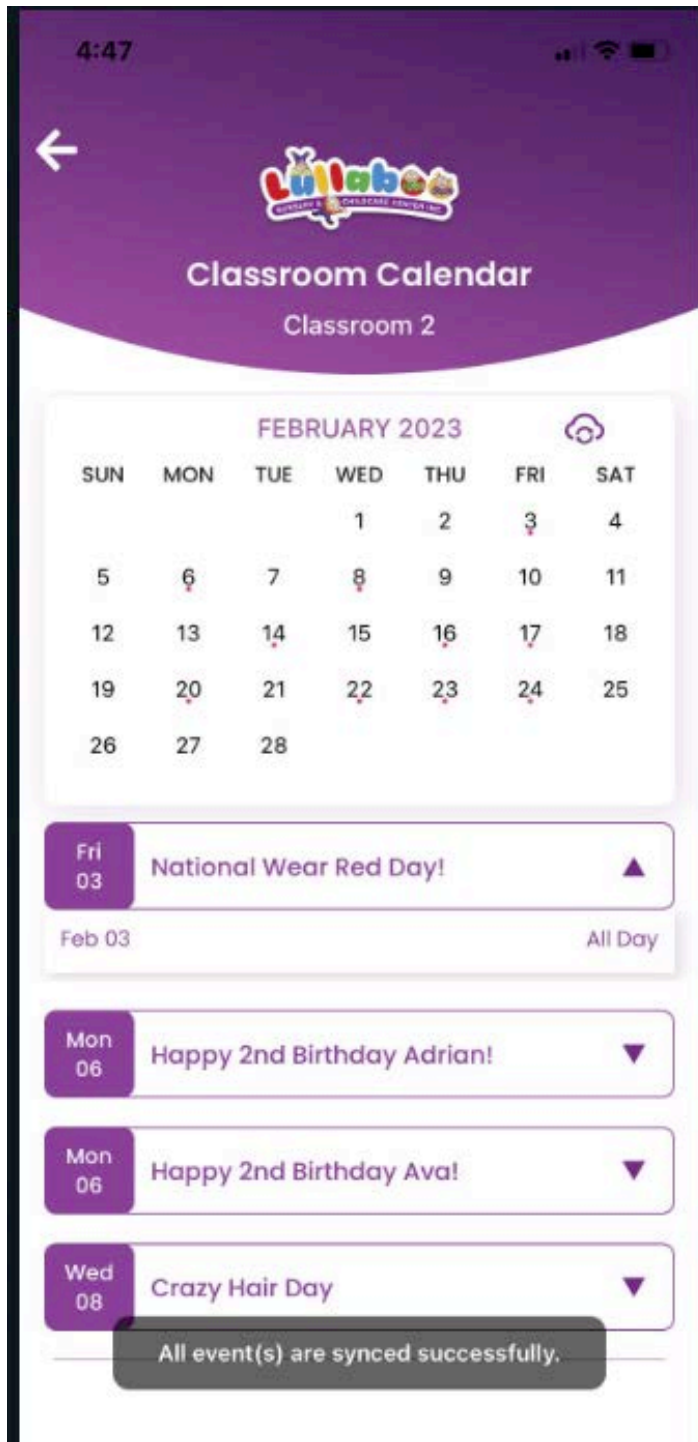 4:47
Lullaboo
NURSERY & CHILDCARE CENTER INC.
Classroom Calendar
Classroom 2
FEBRUARY 2023
SUN MON TUE WED THU FRI SAT
1 2 3 4
5 6 7 8 9 10 11
12 13 14 15 16 17 18
19 20 21 22 23 24 25
26 27 28
Fri
03
National Wear Red Day!
Feb 03 All Day
Mon
06
Happy 2nd Birthday Adrian!
Mon
06
Happy 2nd Birthday Ava!
Wed
08
Crazy Hair Day
All event(s) are synced successfully.